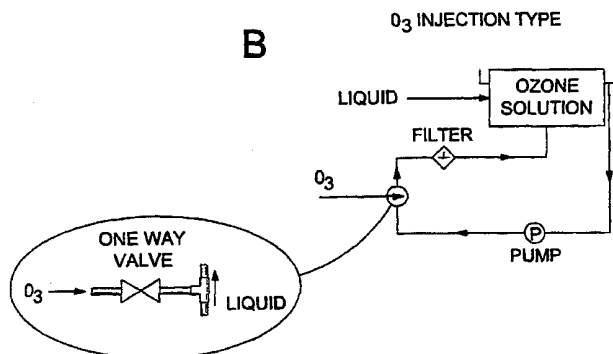 B
O3 INJECTION TYPE
LIQUID
OZONE
SOLUTION
FILTER
O3
P
PUMP
ONE WAY
VALVE
O3
LIQUID